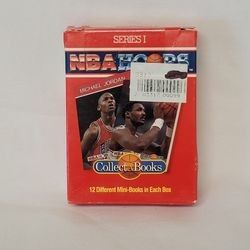 SERIES I
NBA HOOPS
MICHAEL JORDAN
Collect-A-Books
12 Different Mini-Books in Each Box